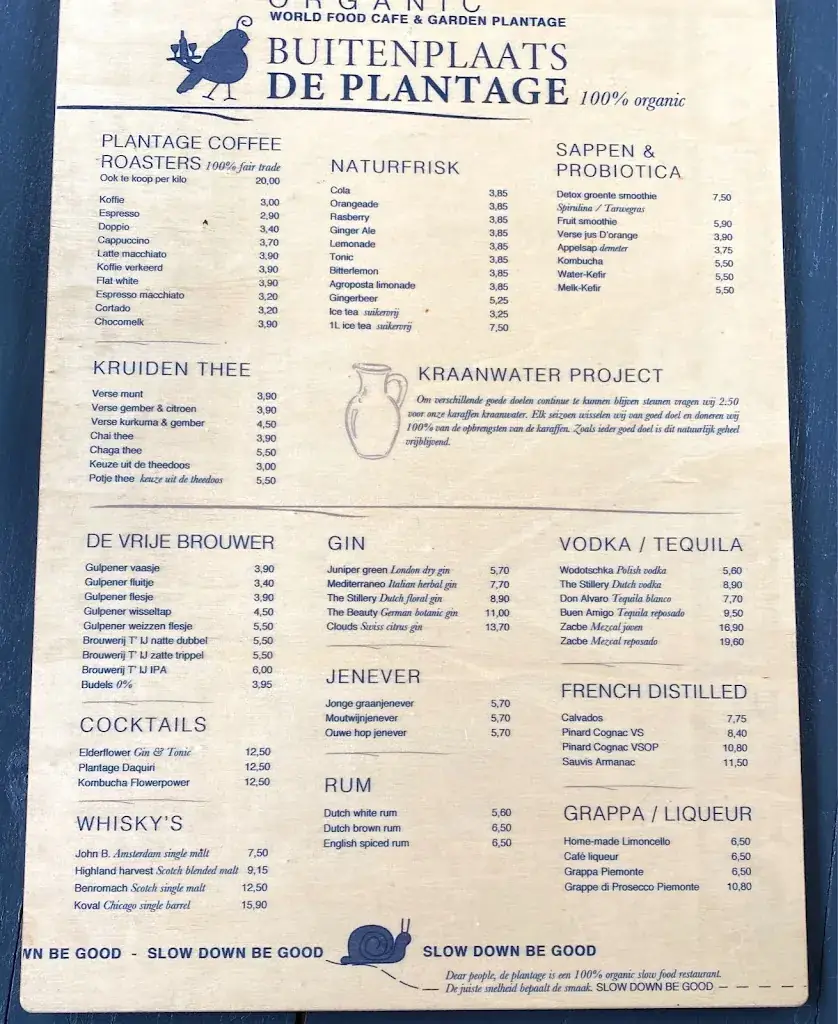 ORGANIC
WORLD FOOD CAFE & GARDEN PLANTAGE
BUITENPLAATS
DE PLANTAGE 100% organic
PLANTAGE COFFEE
ROASTERS 100% fair trade
Ook te koop per kilo 20,00
Koffie 3,00
Espresso 2,90
Doppio 3,40
Cappuccino 3,70
Latte macchiato 3,90
Koffie verkeerd 3,90
Flat white 3,90
Espresso macchiato 3,20
Cortado 3,20
Chocomelk 3,90
NATURFRISK
Cola 3,85
Orangeade 3,85
Rasberry 3,85
Ginger Ale 3,85
Lemonade 3,85
Tonic 3,85
Bitterlemon 3,85
Agroposta limonade 3,85
Gingerbeer 5,25
Ice tea suikervrij 3,25
1L ice tea suikervrij 7,50
SAPPEN &
PROBIOTICA
Detox groente smoothie 7,50
Spirulina / Tarwegras
Fruit smoothie 5,90
Verse jus D'orange 3,90
Appelsap demeter 3,75
Kombucha 5,50
Water-Kefir 5,50
Melk-Kefir 5,50
KRUIDEN THEE
Verse munt 3,90
Verse gember & citroen 3,90
Verse kurkuma & gember 4,50
Chai thee 3,90
Chaga thee 5,50
Keuze uit de theedoos 3,00
Potje thee keuze uit de theedoos 5,50
KRAANWATER PROJECT
Om verschillende goede doelen continue te kunnen blijven steunen vragen wij 2.50
voor onze karaffen kraanwater. Elk seizoen wisselen wij van goed doel en doneren wij
100% van de opbrengsten van de karaffen. Zoals ieder goed doel is dit natuurlijk geheel
vrijblijvend.
DE VRIJE BROUWER
Gulpener vaasje 3,90
Gulpener fluitje 3,40
Gulpener flesje 3,90
Gulpener wisseltap 4,50
Gulpener weizzen flesje 5,50
Brouwerij T' IJ natte dubbel 5,50
Brouwerij T' IJ zatte trippel 5,50
Brouwerij T' IJ IPA 6,00
Budels 0% 3,95
COCKTAILS
Elderflower Gin & Tonic 12,50
Plantage Daquiri 12,50
Kombucha Flowerpower 12,50
WHISKY'S
John B. Amsterdam single målt 7,50
Highland harvest Scotch blended malt 9,15
Benromach Scotch single malt 12,50
Koval Chicago single barrel 15,90
GIN
Juniper green London dry gin 5,70
Mediterraneo Italian herbal gin 7,70
The Stillery Dutch floral gin 8,90
The Beauty German botanic gin 11,00
Clouds Swiss citrus gin 13,70
JENEVER
Jonge graanjenever 5,70
Moutwijnjenever 5,70
Ouwe hop jenever 5,70
RUM
Dutch white rum 5,60
Dutch brown rum 6,50
English spiced rum 6,50
VODKA / TEQUILA
Wodotschka Polish vodka 5,60
The Stillery Dutch vodka 8,90
Don Alvaro Tequila blanco 7,70
Buen Amigo Tequila reposado 9,50
Zacbe Mezcal joven 16,90
Zacbe Mezcal reposado 19,60
FRENCH DISTILLED
Calvados 7,75
Pinard Cognac VS 8,40
Pinard Cognac VSOP 10,80
Sauvis Armanac 11,50
GRAPPA / LIQUEUR
Home-made Limoncello 6,50
Café liqueur 6,50
Grappa Piemonte 6,50
Grappe di Prosecco Piemonte 10,80
WN BE GOOD - SLOW DOWN BE GOOD SLOW DOWN BE GOOD
Dear people, de plantage is een 100% organic slow food restaurant.
De juiste snelheid bepaalt de smaak. SLOW DOWN BE GOOD